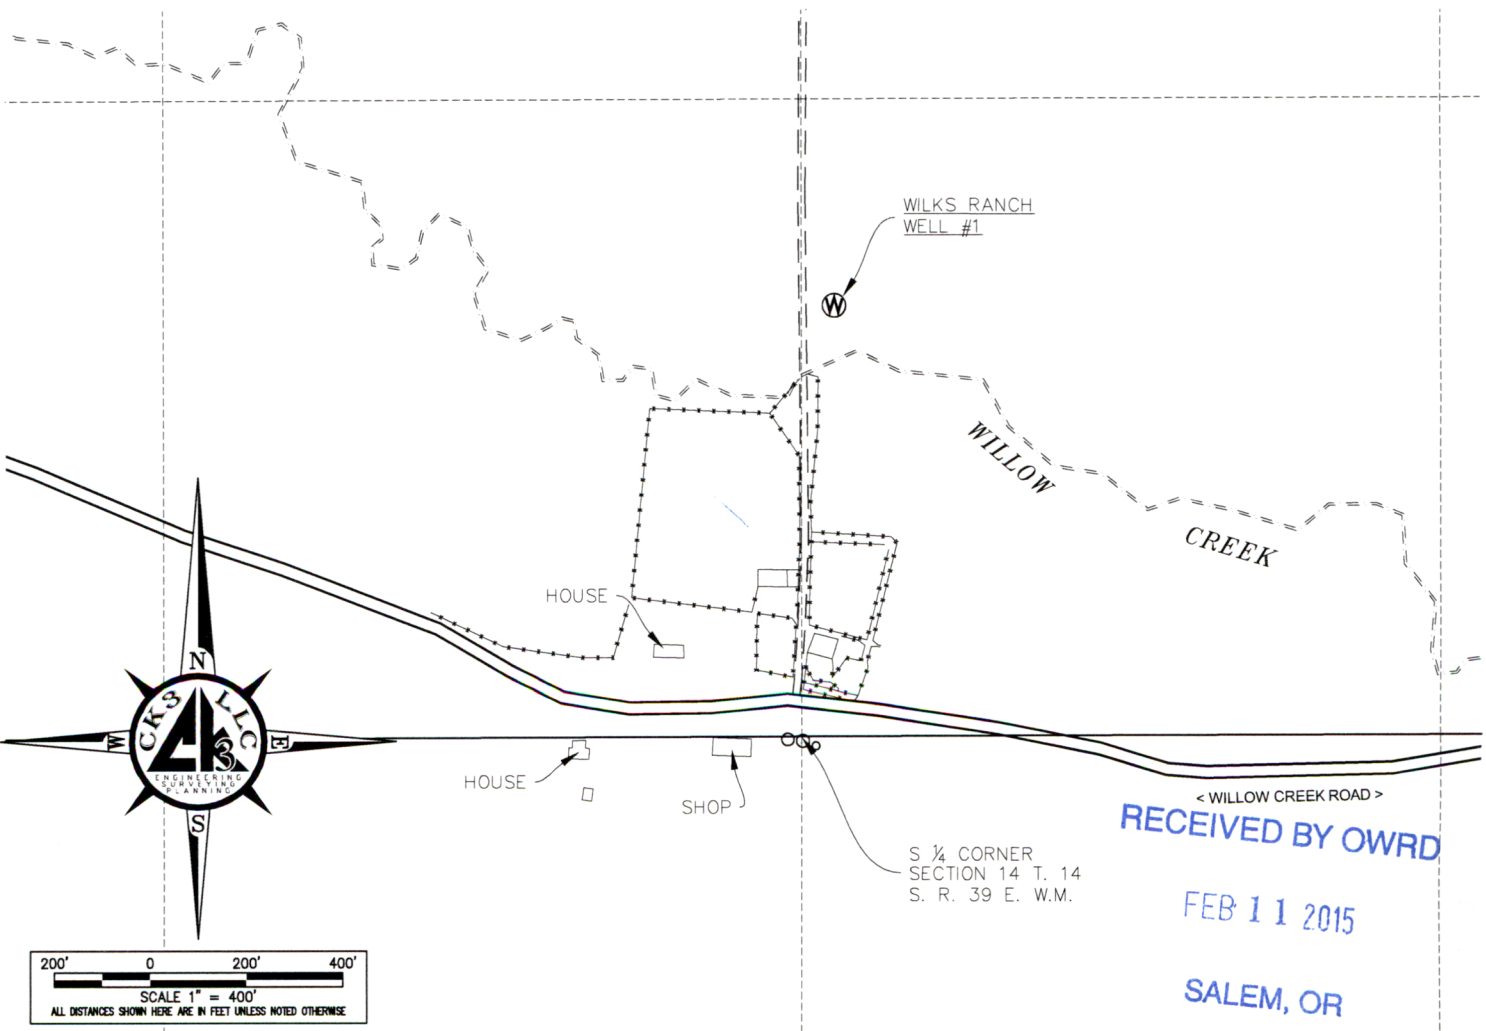 WILKS RANCH
WELL #1
WILLOW
CREEK
HOUSE
N
CK3 LLC
W
E
CK3
ENGINEERING
SURVEYING
PLANNING
S
HOUSE
SHOP
< WILLOW CREEK ROAD >
RECEIVED BY OWRD
S ¼ CORNER
SECTION 14 T. 14
S. R. 39 E. W.M.
FEB 11 2015
SALEM, OR
200' 0 200' 400'
SCALE 1" = 400'
ALL DISTANCES SHOWN HERE ARE IN FEET UNLESS NOTED OTHERWISE
W